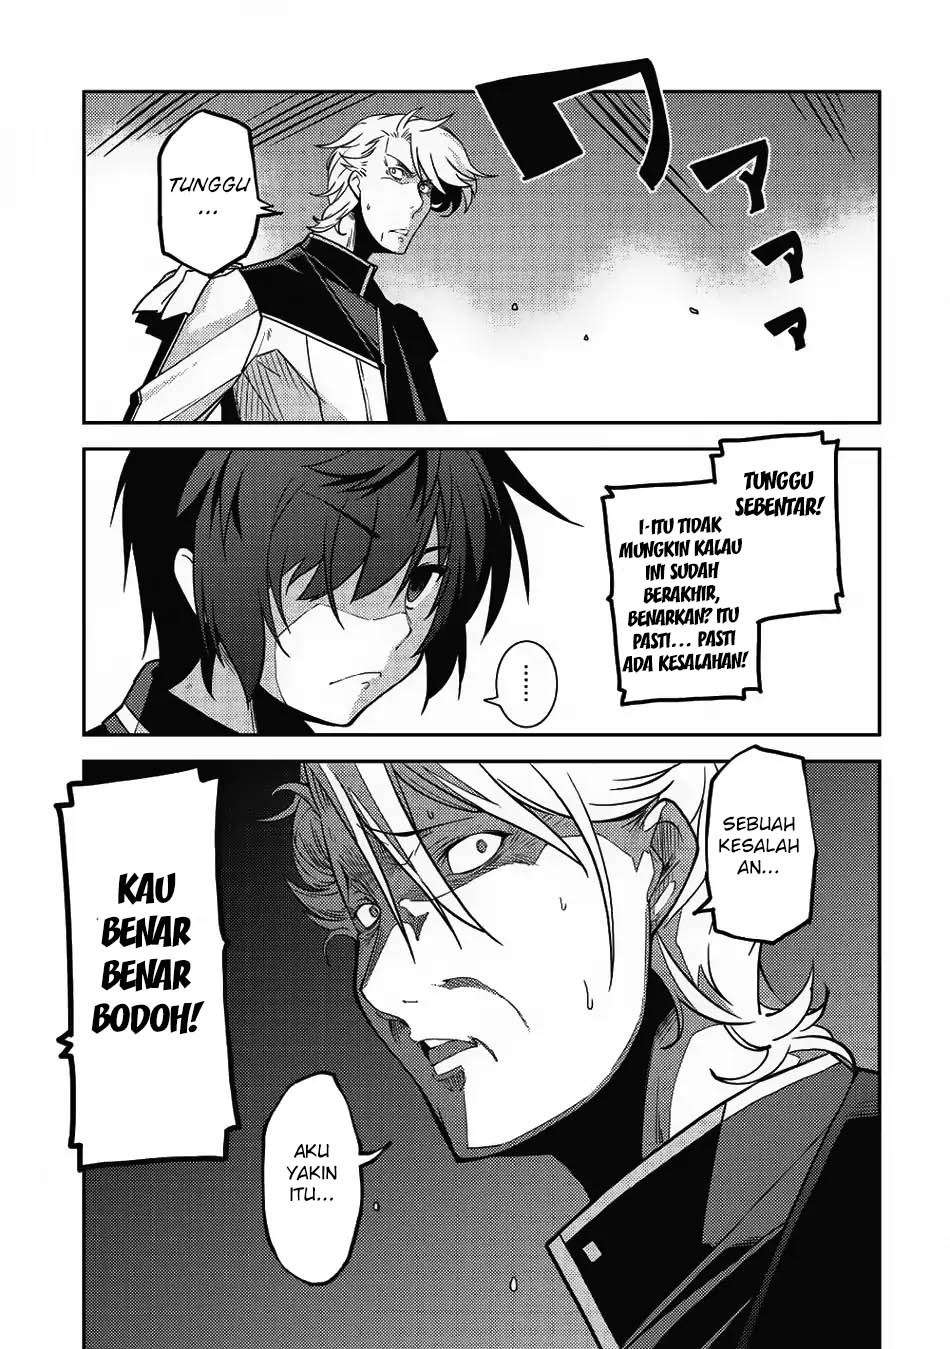 TUNGGU
...
ワァァァ
TUNGGU
SEBENTAR!
I-ITU TIDAK
MUNGKIN KALAU
INI SUDAH
BERAKHIR,
BENARKAN? ITU
PASTI... PASTI
ADA KESALAHAN!
........
SEBUAH
KESALAH
AN...
AKU
YAKIN
ITU...
KAU
BENAR
BENAR
BODOH!